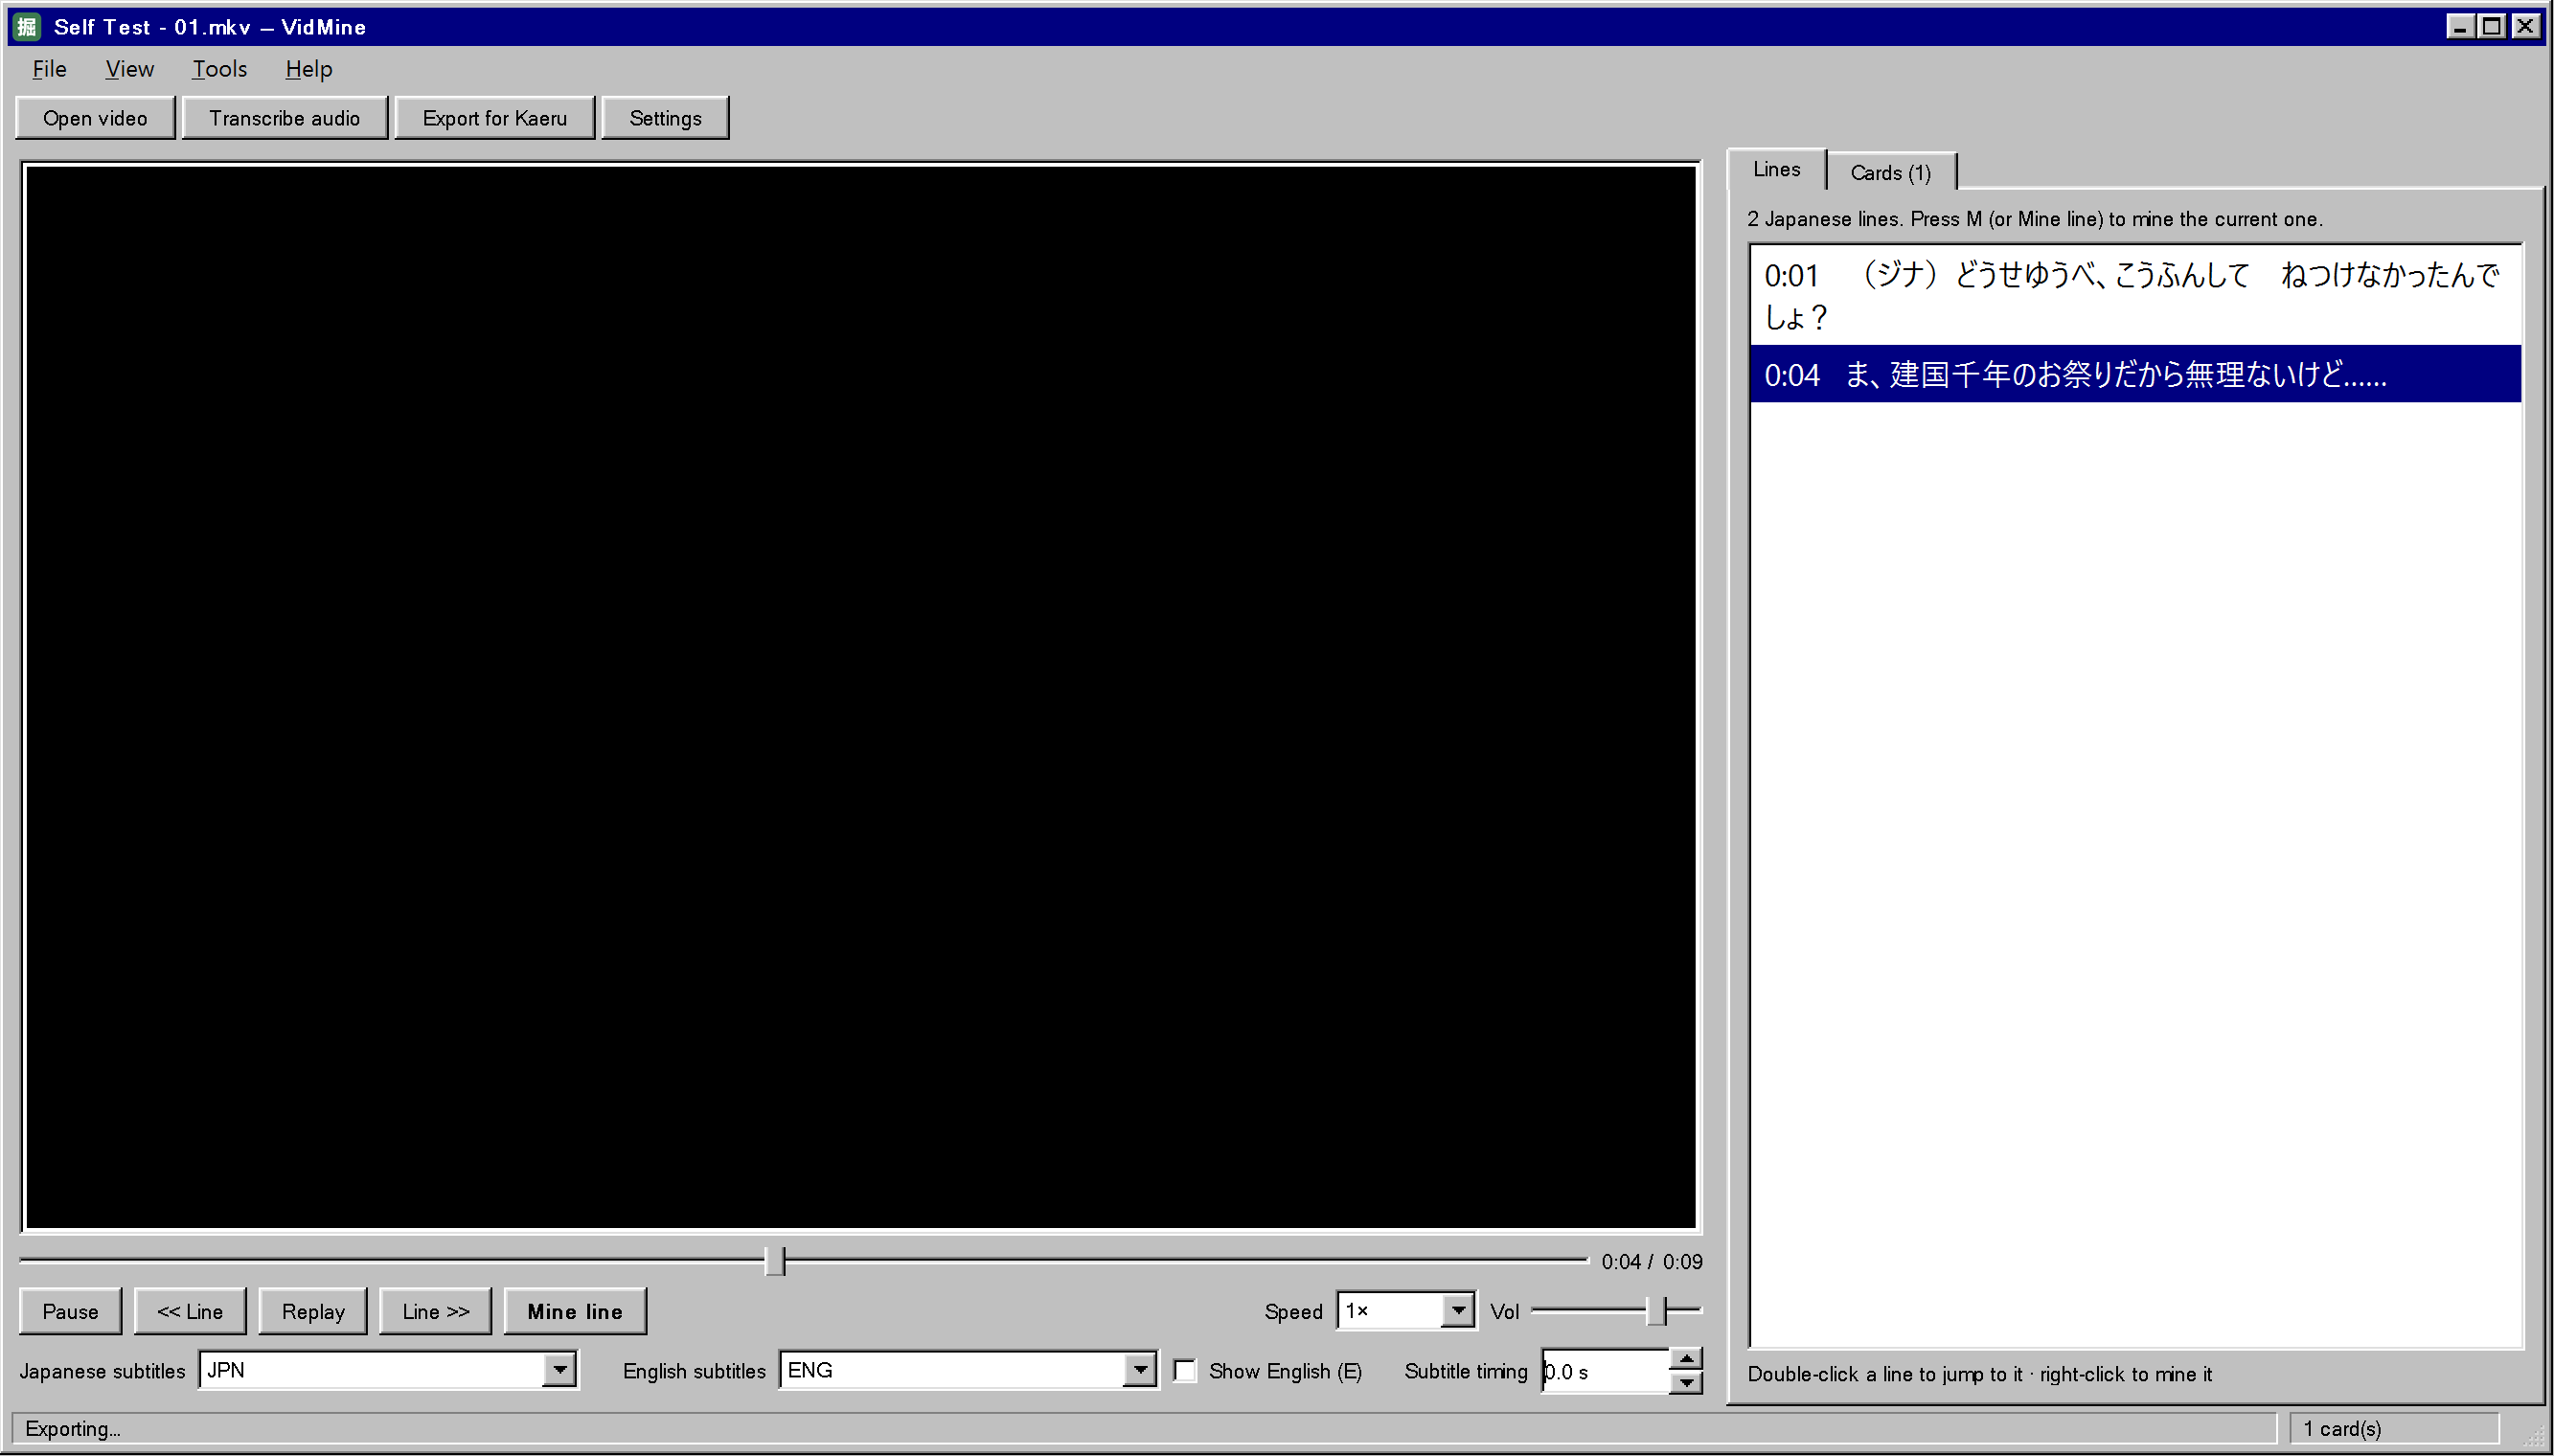 掘 Self Test - 01.mkv – VidMine
File View Tools Help
Open video Transcribe audio Export for Kaeru Settings
Lines Cards (1)
2 Japanese lines. Press M (or Mine line) to mine the current one.
0:01 （ジナ）どうせゆうべ、こうふんして　ねつけなかったんで
しょ？
0:04 ま、建国千年のお祭りだから無理ないけど……
0:04 / 0:09
Pause << Line Replay Line >> Mine line Speed 1× Vol
Japanese subtitles JPN English subtitles ENG Show English (E) Subtitle timing 0.0 s
Double-click a line to jump to it · right-click to mine it
Exporting... 1 card(s)